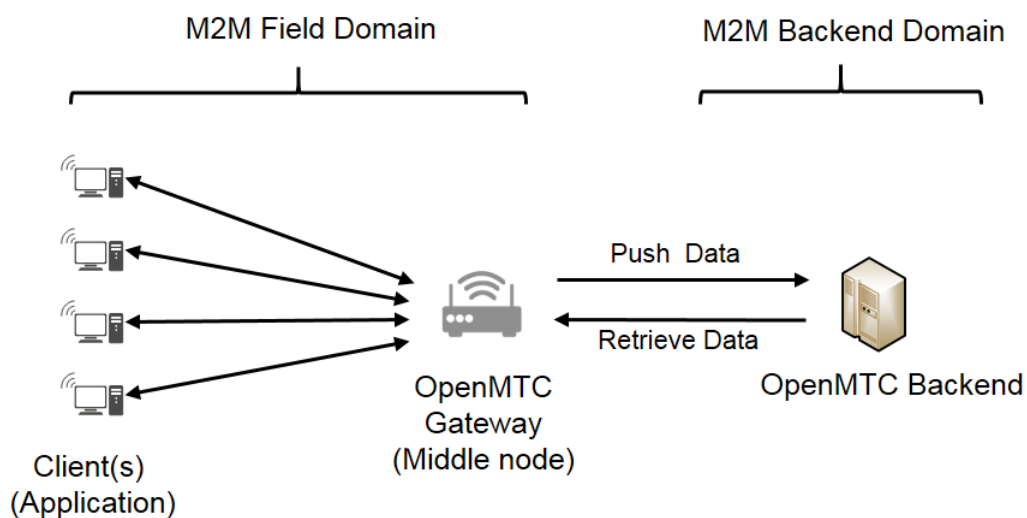 M2M Field Domain
M2M Backend Domain
Push  Data
Retrieve Data
OpenMTC
Gateway
(Middle node)
OpenMTC Backend
Client(s)
(Application)